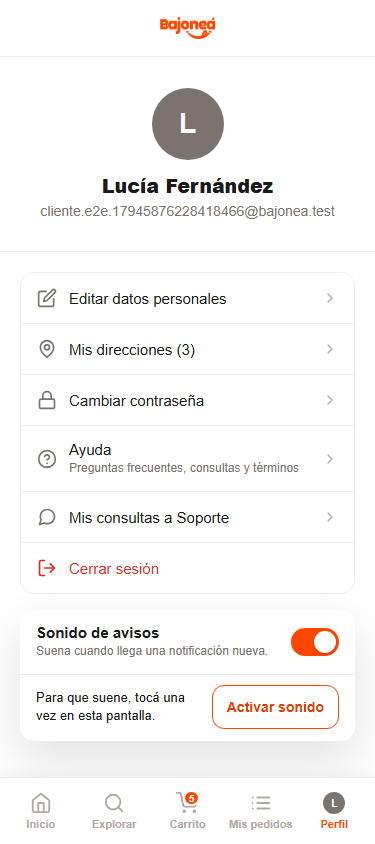 Bajoneá
L
Lucía Fernández
cliente.e2e.17945876228418466@bajonea.test
Editar datos personales
Mis direcciones (3)
Cambiar contraseña
Ayuda
Preguntas frecuentes, consultas y términos
Mis consultas a Soporte
Cerrar sesión
Sonido de avisos
Suena cuando llega una notificación nueva.
Para que suene, tocá una
vez en esta pantalla.
Activar sonido
5
L
Inicio
Explorar
Carrito
Mis pedidos
Perfil